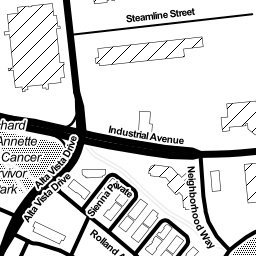 Steamline Street
Industrial Avenue
hard
Annette
Cancer
rvivor
ark
Alta Vista Drive
Alta Vista Drive
Sienna Private
Neighborhood Way
Rolland A